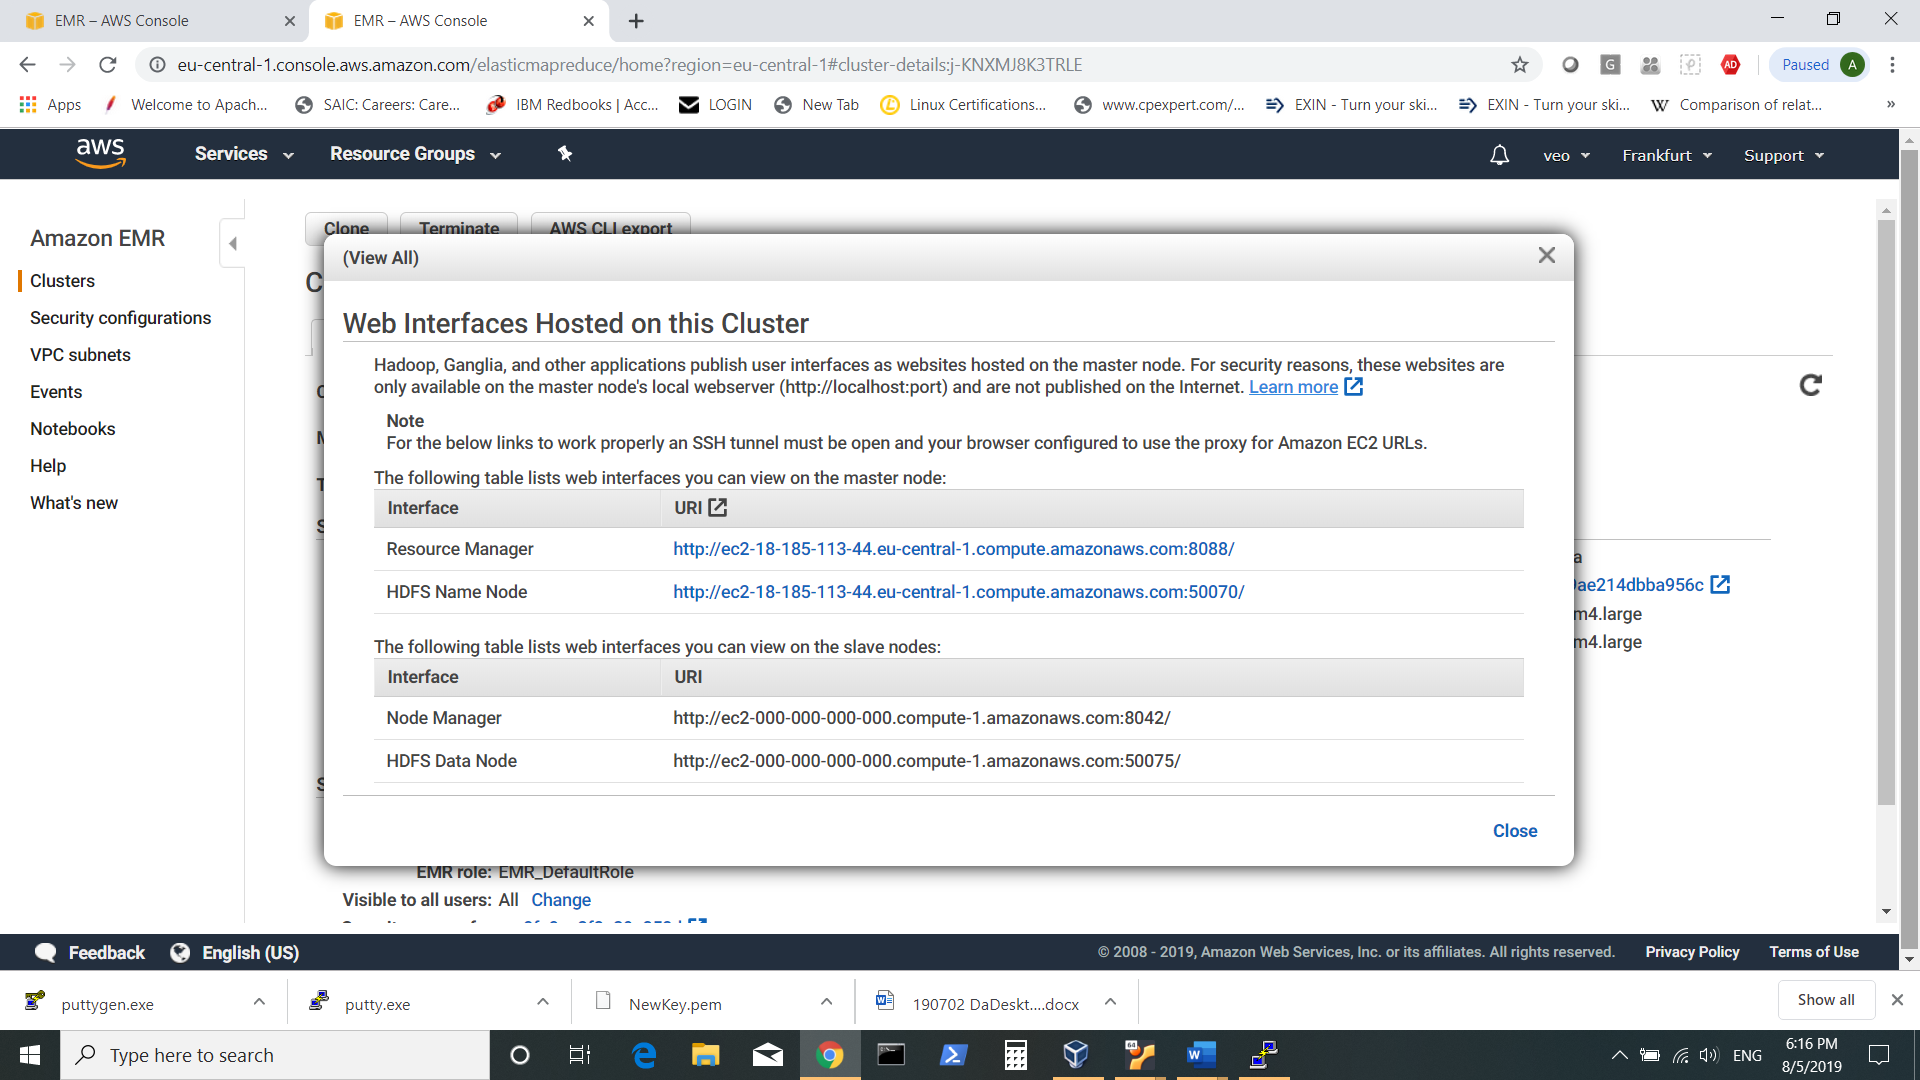 EMR – AWS Console
EMR – AWS Console
eu-central-1.console.aws.amazon.com/elasticmapreduce/home?region=eu-central-1#cluster-details:j-KNXMJ8K3TRLE
G
AD
Paused
A
Apps
Welcome to Apach...
SAIC: Careers: Care...
IBM Redbooks | Acc...
LOGIN
New Tab
Linux Certifications...
www.cpexpert.com/...
EXIN - Turn your ski...
EXIN - Turn your ski...
W
Comparison of relat...
aws
Services
Resource Groups
veo
Frankfurt
Support
Amazon EMR
Clusters
Security configurations
VPC subnets
Events
Notebooks
Help
What's new
Clone
Terminate
AWS CLI export
(View All)
Web Interfaces Hosted on this Cluster
Hadoop, Ganglia, and other applications publish user interfaces as websites hosted on the master node. For security reasons, these websites are
only available on the master node's local webserver (http://localhost:port) and are not published on the Internet. Learn more
Note
For the below links to work properly an SSH tunnel must be open and your browser configured to use the proxy for Amazon EC2 URLs.
The following table lists web interfaces you can view on the master node:
Interface URI
Resource Manager http://ec2-18-185-113-44.eu-central-1.compute.amazonaws.com:8088/
HDFS Name Node http://ec2-18-185-113-44.eu-central-1.compute.amazonaws.com:50070/
The following table lists web interfaces you can view on the slave nodes:
Interface URI
Node Manager http://ec2-000-000-000-000.compute-1.amazonaws.com:8042/
HDFS Data Node http://ec2-000-000-000-000.compute-1.amazonaws.com:50075/
Close
a
ae214dbba956c
m4.large
m4.large
EMR role: EMR_DefaultRole
Visible to all users: All Change
Feedback
English (US)
© 2008 - 2019, Amazon Web Services, Inc. or its affiliates. All rights reserved.
Privacy Policy
Terms of Use
puttygen.exe
putty.exe
NewKey.pem
190702 DaDeskt....docx
Show all
Type here to search
64
ENG
6:16 PM
8/5/2019